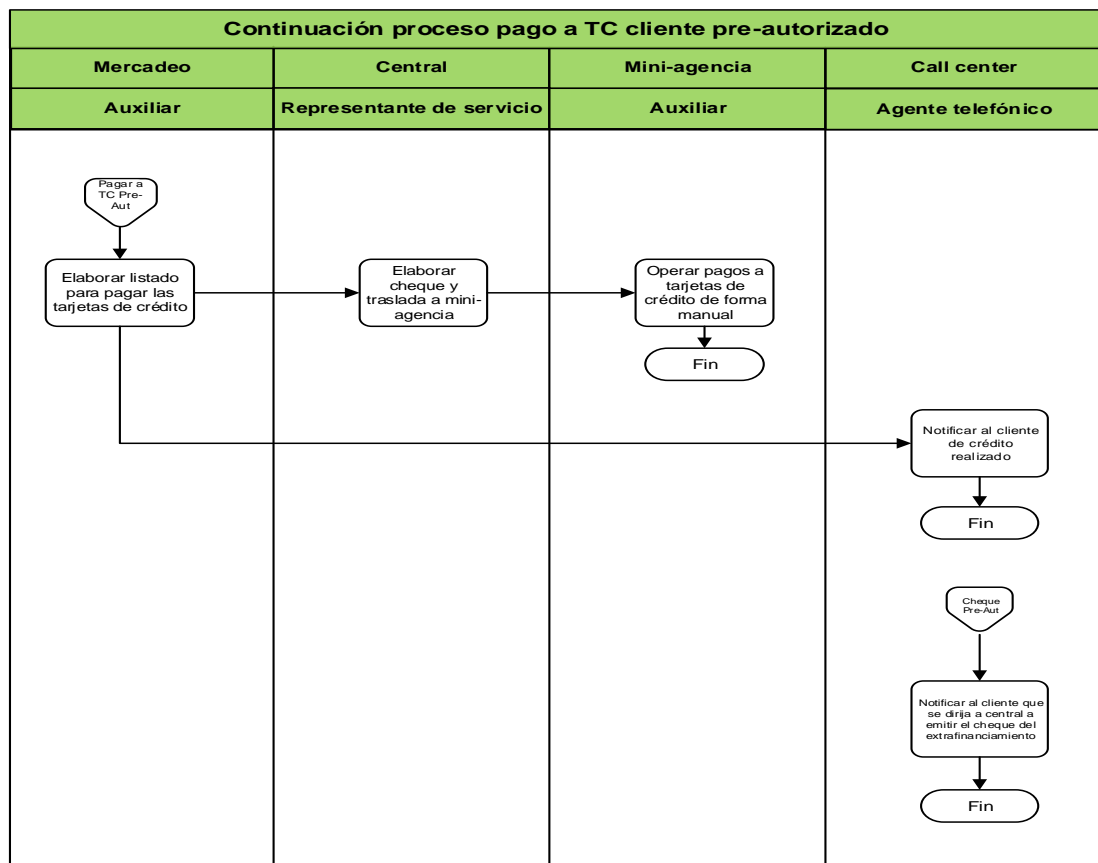 Continuación proceso pago a TC cliente pre-autorizado
Mercadeo
Central
Mini-agencia
Call center
Auxiliar
Representante de servicio
Auxiliar
Agente telefónico
Pagar a
TC Pre-
Aut
Elaborar listado
para pagar las
tarjetas de crédito
Elaborar
cheque y
traslada a mini-
agencia
Operar pagos a
tarjetas de
crédito de forma
manual
Fin
Notificar al cliente
de crédito
realizado
Fin
Cheque
Pre-Aut
Notificar al cliente que
se dirija a central a
emitir el cheque del
extrafinanciamiento
Fin